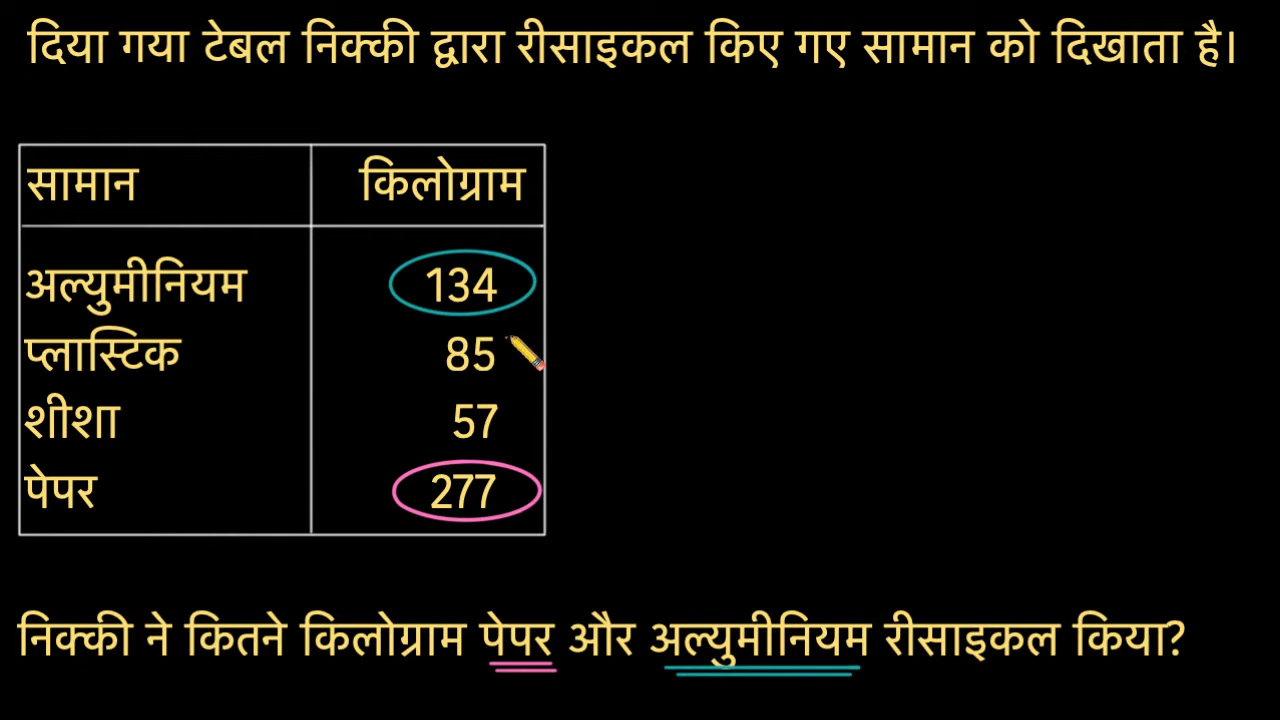 दिया गया टेबल निक्की द्वारा रीसाइकल किए गए सामान को दिखाता है।
सामान किलोग्राम
अल्युमीनियम 134
प्लास्टिक 85
शीशा 57
पेपर 277
निक्की ने कितने किलोग्राम पेपर और अल्युमीनियम रीसाइकल किया?